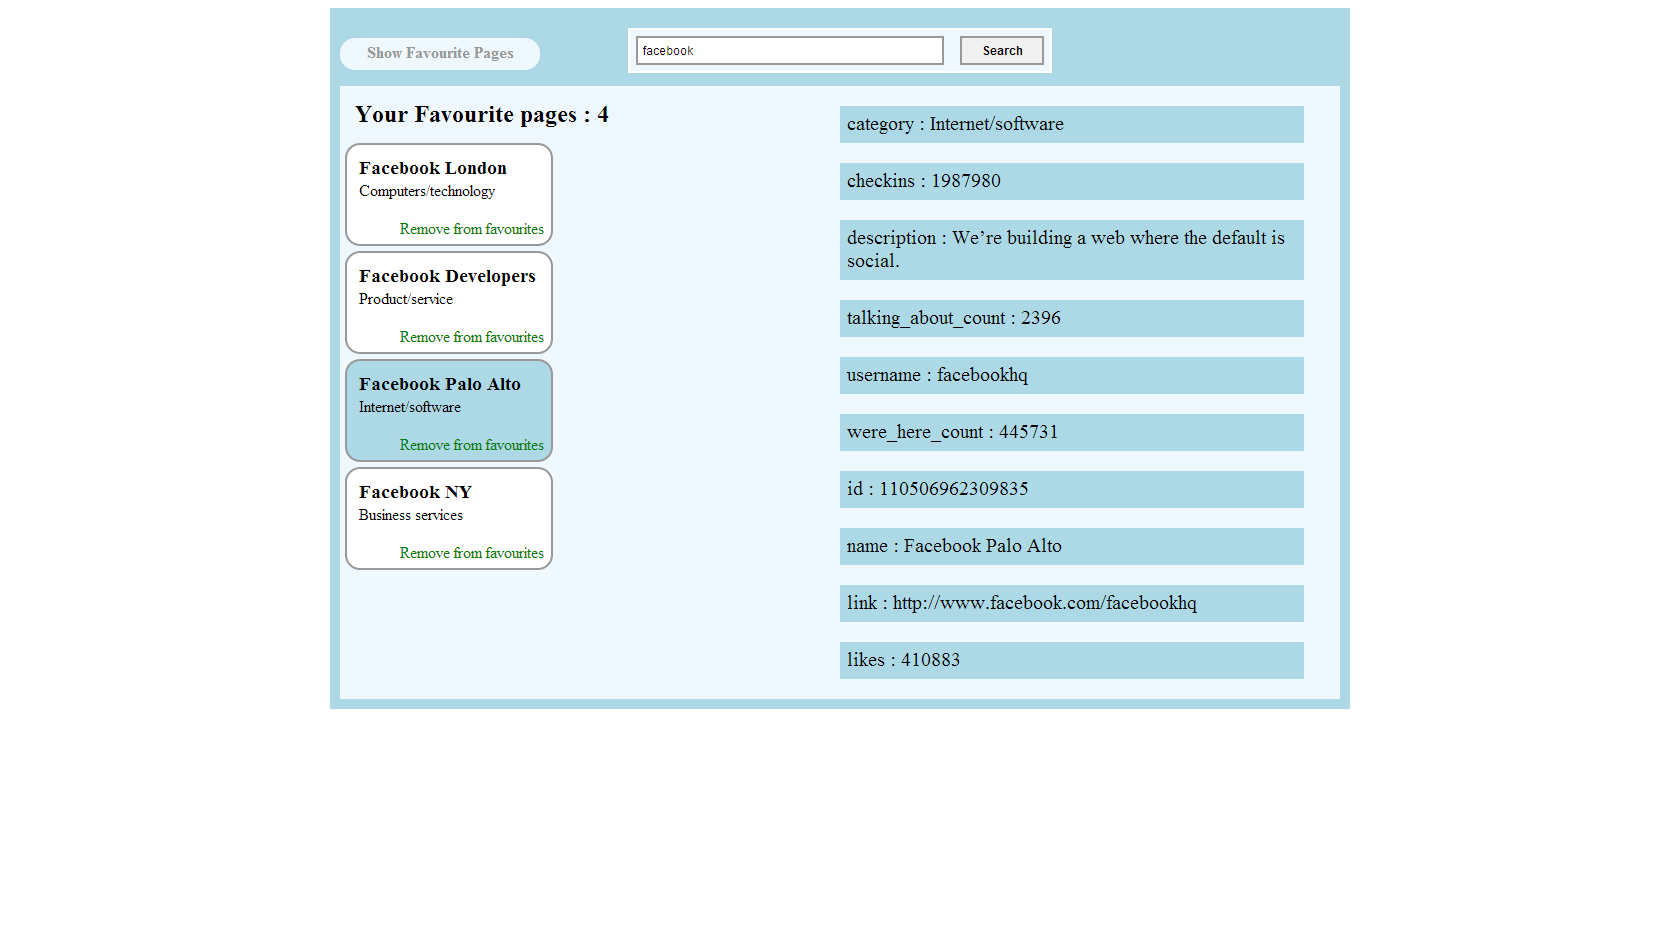 Show Favourite Pages
facebook
Search
Your Favourite pages : 4
Facebook London
Computers/technology
Remove from favourites
Facebook Developers
Product/service
Remove from favourites
Facebook Palo Alto
Internet/software
Remove from favourites
Facebook NY
Business services
Remove from favourites
category : Internet/software
checkins : 1987980
description : We’re building a web where the default is
social.
talking_about_count : 2396
username : facebookhq
were_here_count : 445731
id : 110506962309835
name : Facebook Palo Alto
link : http://www.facebook.com/facebookhq
likes : 410883